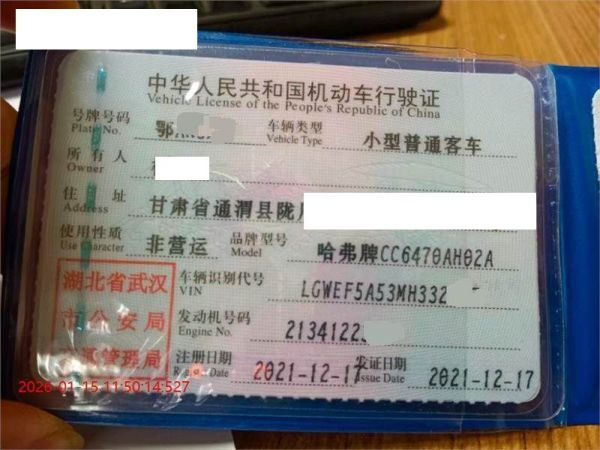 中华人民共和国机动车行驶证
Vehicle License of the People's Republic of China
号牌号码 鄂A 车辆类型 小型普通客车
Plate No. Vehicle Type
所有人
Owner
住址 甘肃省通渭县陇
Address
使用性质 非营运 品牌型号 哈弗牌CC6470AH02A
Use Character Model
湖北省武汉 车辆识别代号 LGWEF5A53MH332
VIN
市公安局 发动机号码 2134122
Engine No.
管理局 注册日期 2021-12-17 发证日期 2021-12-17
Register Date Issue Date
2026-01-15 11:50:14:527